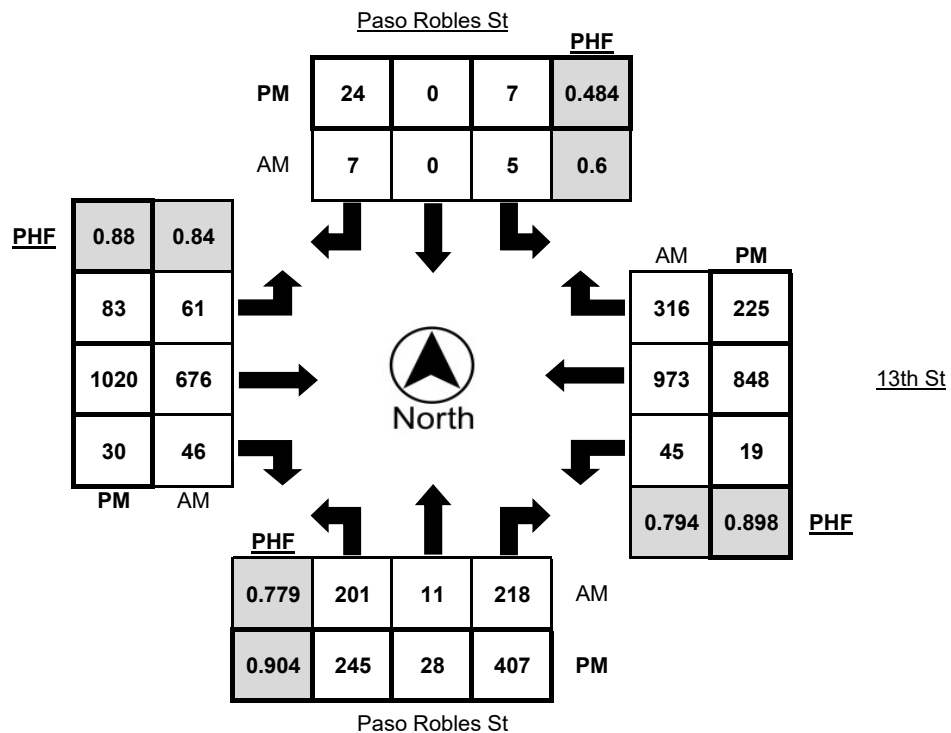 Paso Robles St
PHF
PM 24 0 7 0.484
AM 7 0 5 0.6
PHF 0.88 0.84
83 61
1020 676
30 46
PM AM
AM PM
316 225
973 848
45 19
0.794 0.898 PHF
13th St
North
PHF
0.779 201 11 218 AM
0.904 245 28 407 PM
Paso Robles St